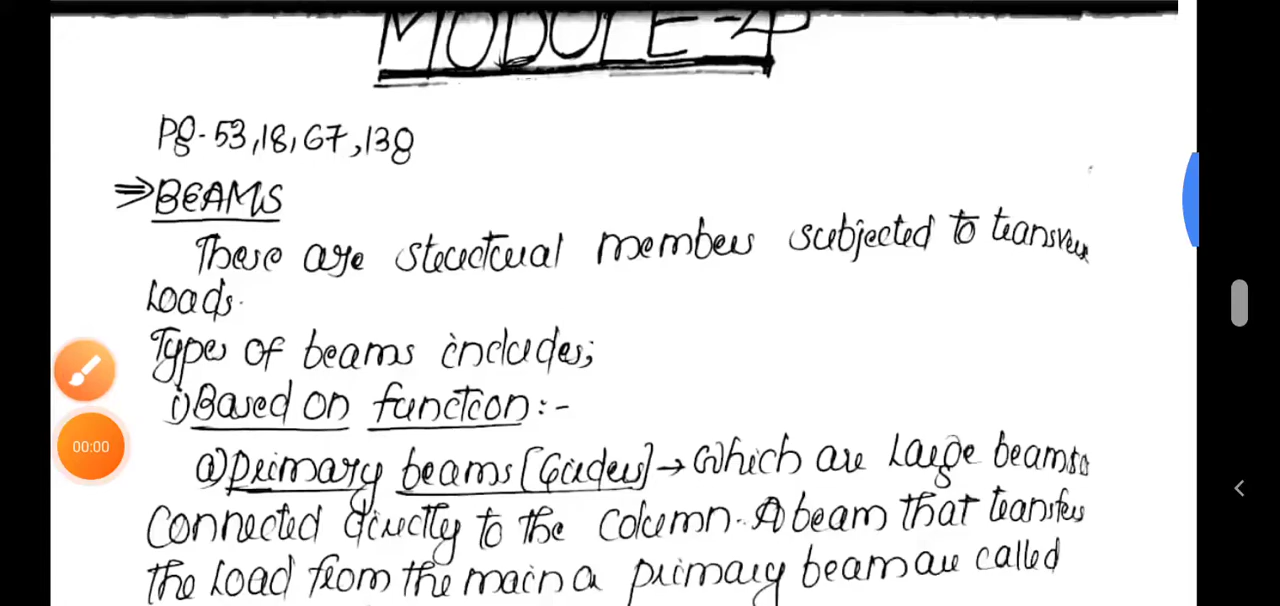 MODULE-4
Pg- 53,18,67,138
⇒BEAMS
These are structural members subjected to transverse
Loads.
Types of beams includes;
i) Based on function:-
a) Primary beams [Girders] → Which are Large beams
Connected directly to the column. A beam that transfers
the Load from the main a primary beam are called
00:00